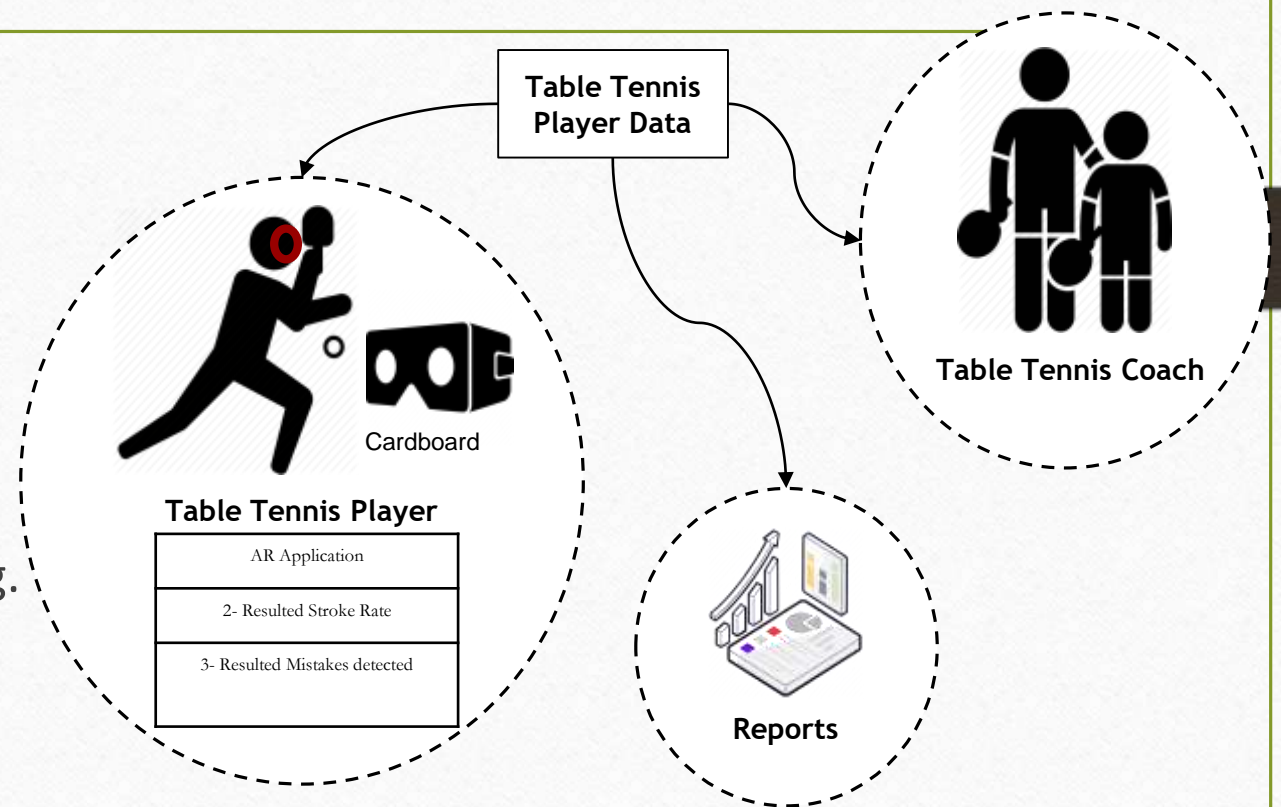 Table Tennis
Player Data
Table Tennis Coach
Cardboard
Table Tennis Player
AR Application
2- Resulted Stroke Rate
3- Resulted Mistakes detected
g.
Reports